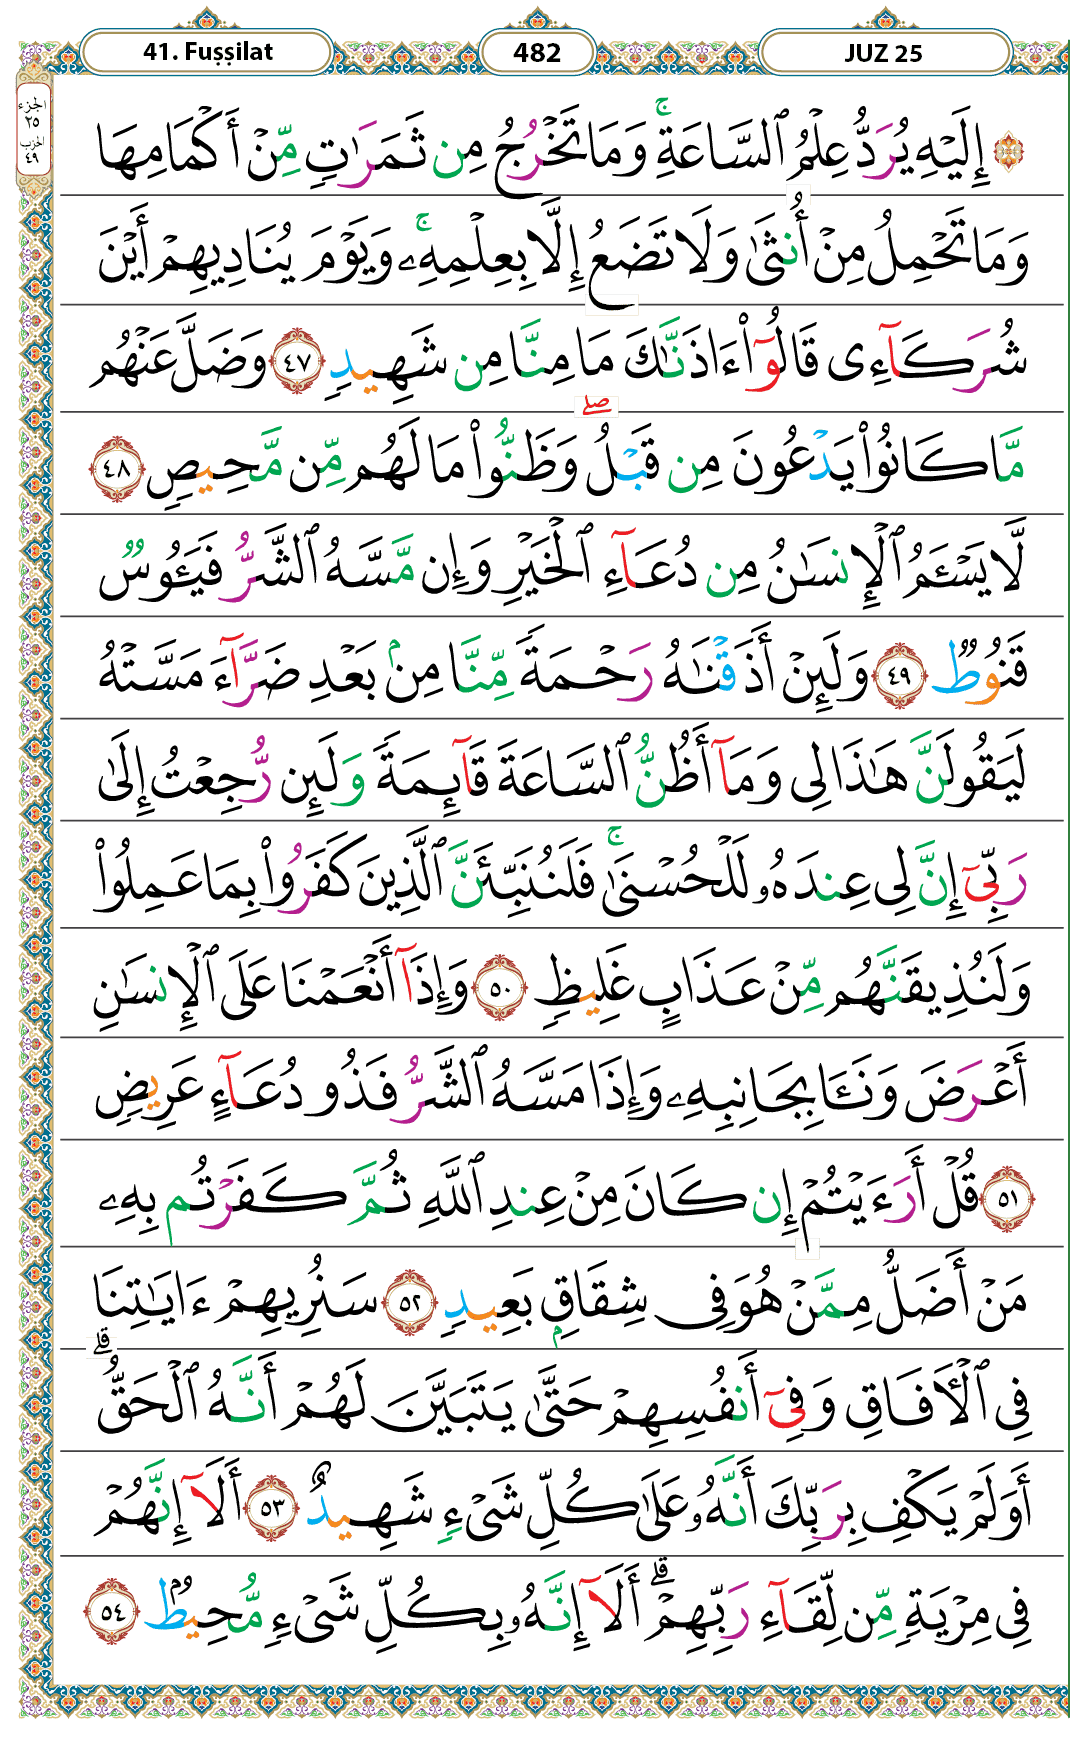 41. Fuṣṣilat
482
JUZ 25
الجزء
٢٥
الحزب
٤٩
۞ إِلَيْهِ يُرَدُّ عِلْمُ ٱلسَّاعَةِ ۚ وَمَا تَخْرُجُ مِن ثَمَرَٰتٍ مِّنْ أَكْمَامِهَا
وَمَا تَحْمِلُ مِنْ أُنثَىٰ وَلَا تَضَعُ إِلَّا بِعِلْمِهِۦ ۚ وَيَوْمَ يُنَادِيهِمْ أَيْنَ
شُرَكَآءِى قَالُوٓا۟ ءَاذَنَّـٰكَ مَا مِنَّا مِن شَهِيدٍ ٤٧ وَضَلَّ عَنْهُم
مَّا كَانُوا۟ يَدْعُونَ مِن قَبْلُ ۖ وَظَنُّوا۟ مَا لَهُم مِّن مَّحِيصٍ ٤٨
لَّا يَسْـَٔمُ ٱلْإِنسَـٰنُ مِن دُعَآءِ ٱلْخَيْرِ وَإِن مَّسَّهُ ٱلشَّرُّ فَيَـُٔوسٌ
قَنُوطٌ ٤٩ وَلَئِنْ أَذَقْنَـٰهُ رَحْمَةً مِّنَّا مِنۢ بَعْدِ ضَرَّآءَ مَسَّتْهُ
لَيَقُولَنَّ هَـٰذَا لِى وَمَآ أَظُنُّ ٱلسَّاعَةَ قَآئِمَةً وَلَئِن رُّجِعْتُ إِلَىٰ
رَبِّىٓ إِنَّ لِى عِندَهُۥ لَلْحُسْنَىٰ ۚ فَلَنُنَبِّئَنَّ ٱلَّذِينَ كَفَرُوا۟ بِمَا عَمِلُوا۟
وَلَنُذِيقَنَّهُم مِّنْ عَذَابٍ غَلِيظٍ ٥٠ وَإِذَآ أَنْعَمْنَا عَلَى ٱلْإِنسَـٰنِ
أَعْرَضَ وَنَـَٔا بِجَانِبِهِۦ وَإِذَا مَسَّهُ ٱلشَّرُّ فَذُو دُعَآءٍ عَرِيضٍ
٥١ قُلْ أَرَءَيْتُمْ إِن كَانَ مِنْ عِندِ ٱللَّهِ ثُمَّ كَفَرْتُم بِهِۦ
مَنْ أَضَلُّ مِمَّنْ هُوَ فِى شِقَاقٍۭ بَعِيدٍ ٥٢ سَنُرِيهِمْ ءَايَـٰتِنَا
فِى ٱلْـَٔافَاقِ وَفِىٓ أَنفُسِهِمْ حَتَّىٰ يَتَبَيَّنَ لَهُمْ أَنَّهُ ٱلْحَقُّ ۗ
أَوَلَمْ يَكْفِ بِرَبِّكَ أَنَّهُۥ عَلَىٰ كُلِّ شَىْءٍ شَهِيدٌ ٥٣ أَلَآ إِنَّهُمْ
فِى مِرْيَةٍ مِّن لِّقَآءِ رَبِّهِمْ ۗ أَلَآ إِنَّهُۥ بِكُلِّ شَىْءٍ مُّحِيطٌۢ ٥٤